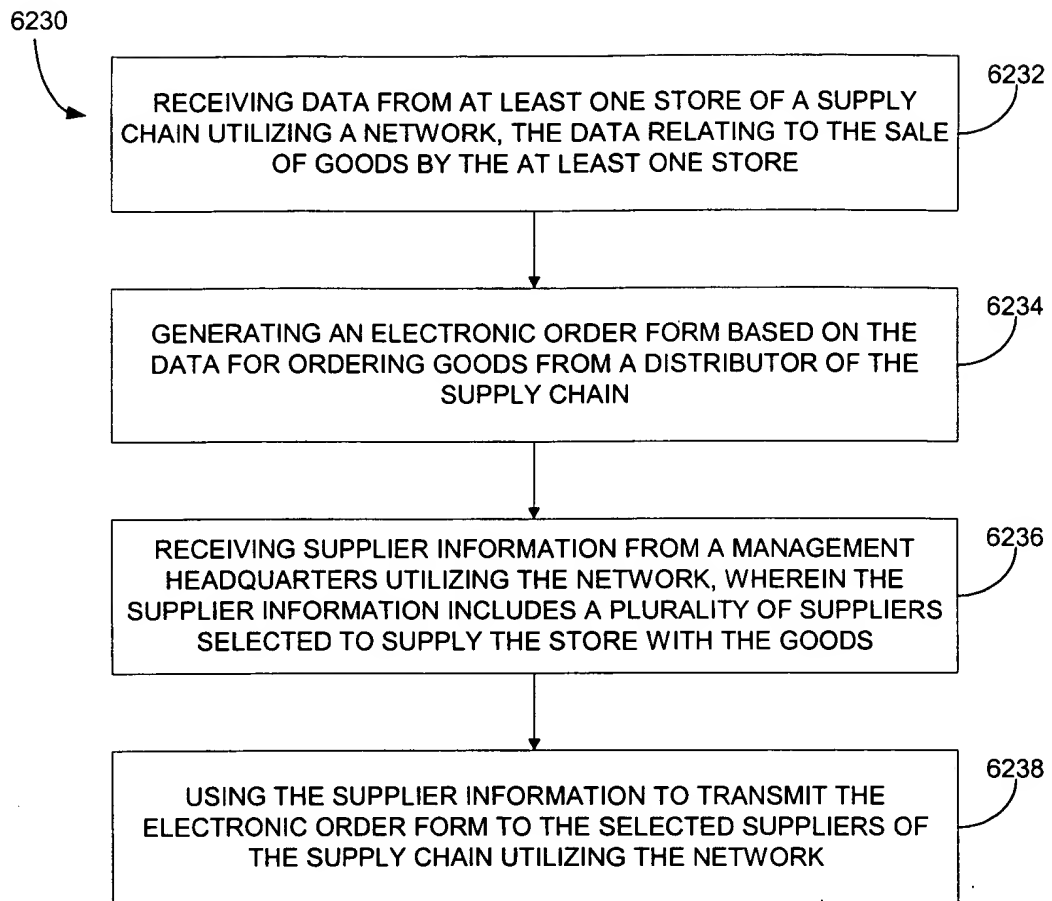 6230
6232
RECEIVING DATA FROM AT LEAST ONE STORE OF A SUPPLY
CHAIN UTILIZING A NETWORK, THE DATA RELATING TO THE SALE
OF GOODS BY THE AT LEAST ONE STORE
6234
GENERATING AN ELECTRONIC ORDER FORM BASED ON THE
DATA FOR ORDERING GOODS FROM A DISTRIBUTOR OF THE
SUPPLY CHAIN
6236
RECEIVING SUPPLIER INFORMATION FROM A MANAGEMENT
HEADQUARTERS UTILIZING THE NETWORK, WHEREIN THE
SUPPLIER INFORMATION INCLUDES A PLURALITY OF SUPPLIERS
SELECTED TO SUPPLY THE STORE WITH THE GOODS
6238
USING THE SUPPLIER INFORMATION TO TRANSMIT THE
ELECTRONIC ORDER FORM TO THE SELECTED SUPPLIERS OF
THE SUPPLY CHAIN UTILIZING THE NETWORK